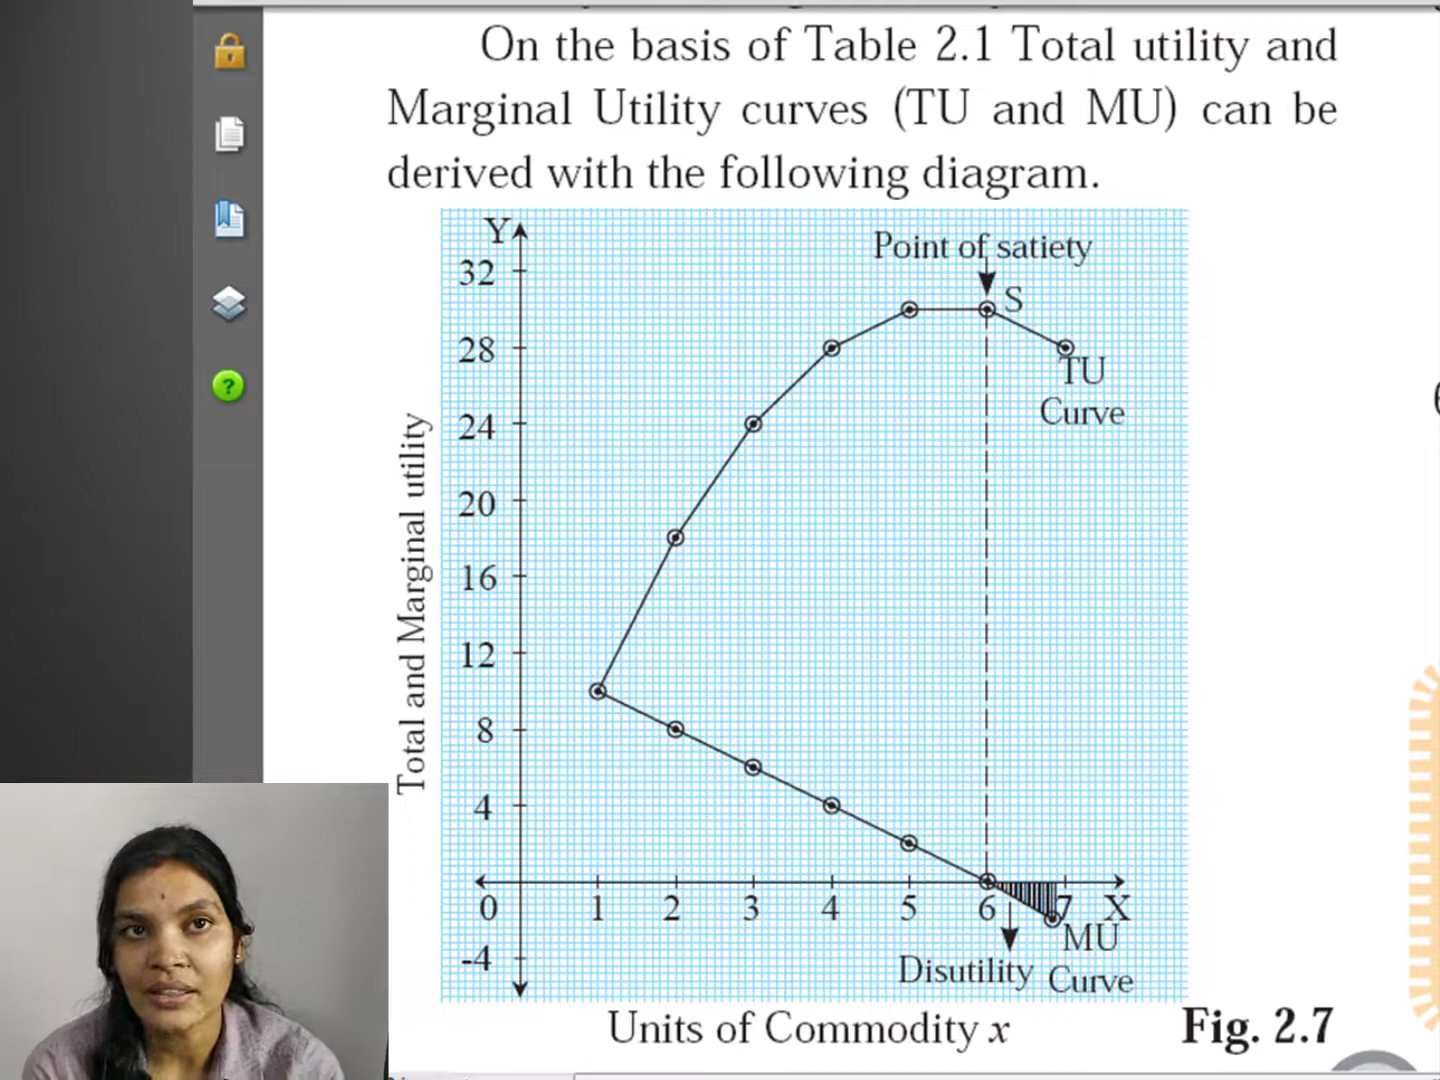 On the basis of Table 2.1 Total utility and
Marginal Utility curves (TU and MU) can be
derived with the following diagram.
Y
Point of satiety
32
S
28
TU
Curve
24
20
16
12
8
4
0 1 2 3 4 5 6 7 X
MU
-4
Disutility Curve
Total and Marginal utility
Units of Commodity x
Fig. 2.7
?